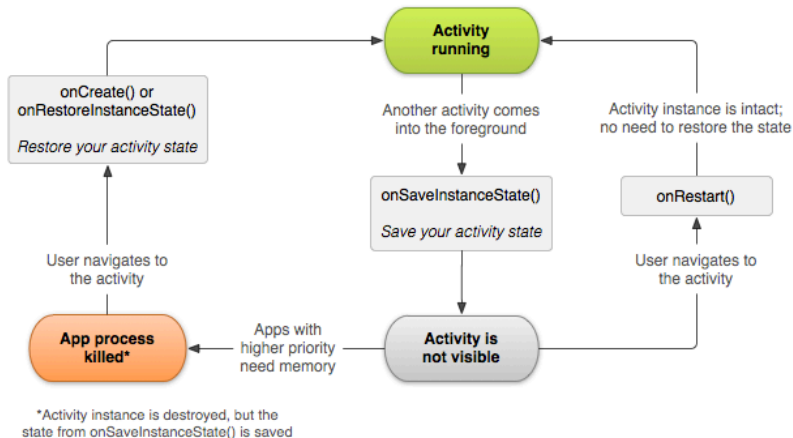 Activity
running
onCreate() or
onRestoreInstanceState()
Restore your activity state
Another activity comes
into the foreground
Activity instance is intact;
no need to restore the state
onSaveInstanceState()
Save your activity state
onRestart()
User navigates to
the activity
User navigates to
the activity
App process
killed*
Apps with
higher priority
need memory
Activity is
not visible
*Activity instance is destroyed, but the
state from onSaveInstanceState() is saved